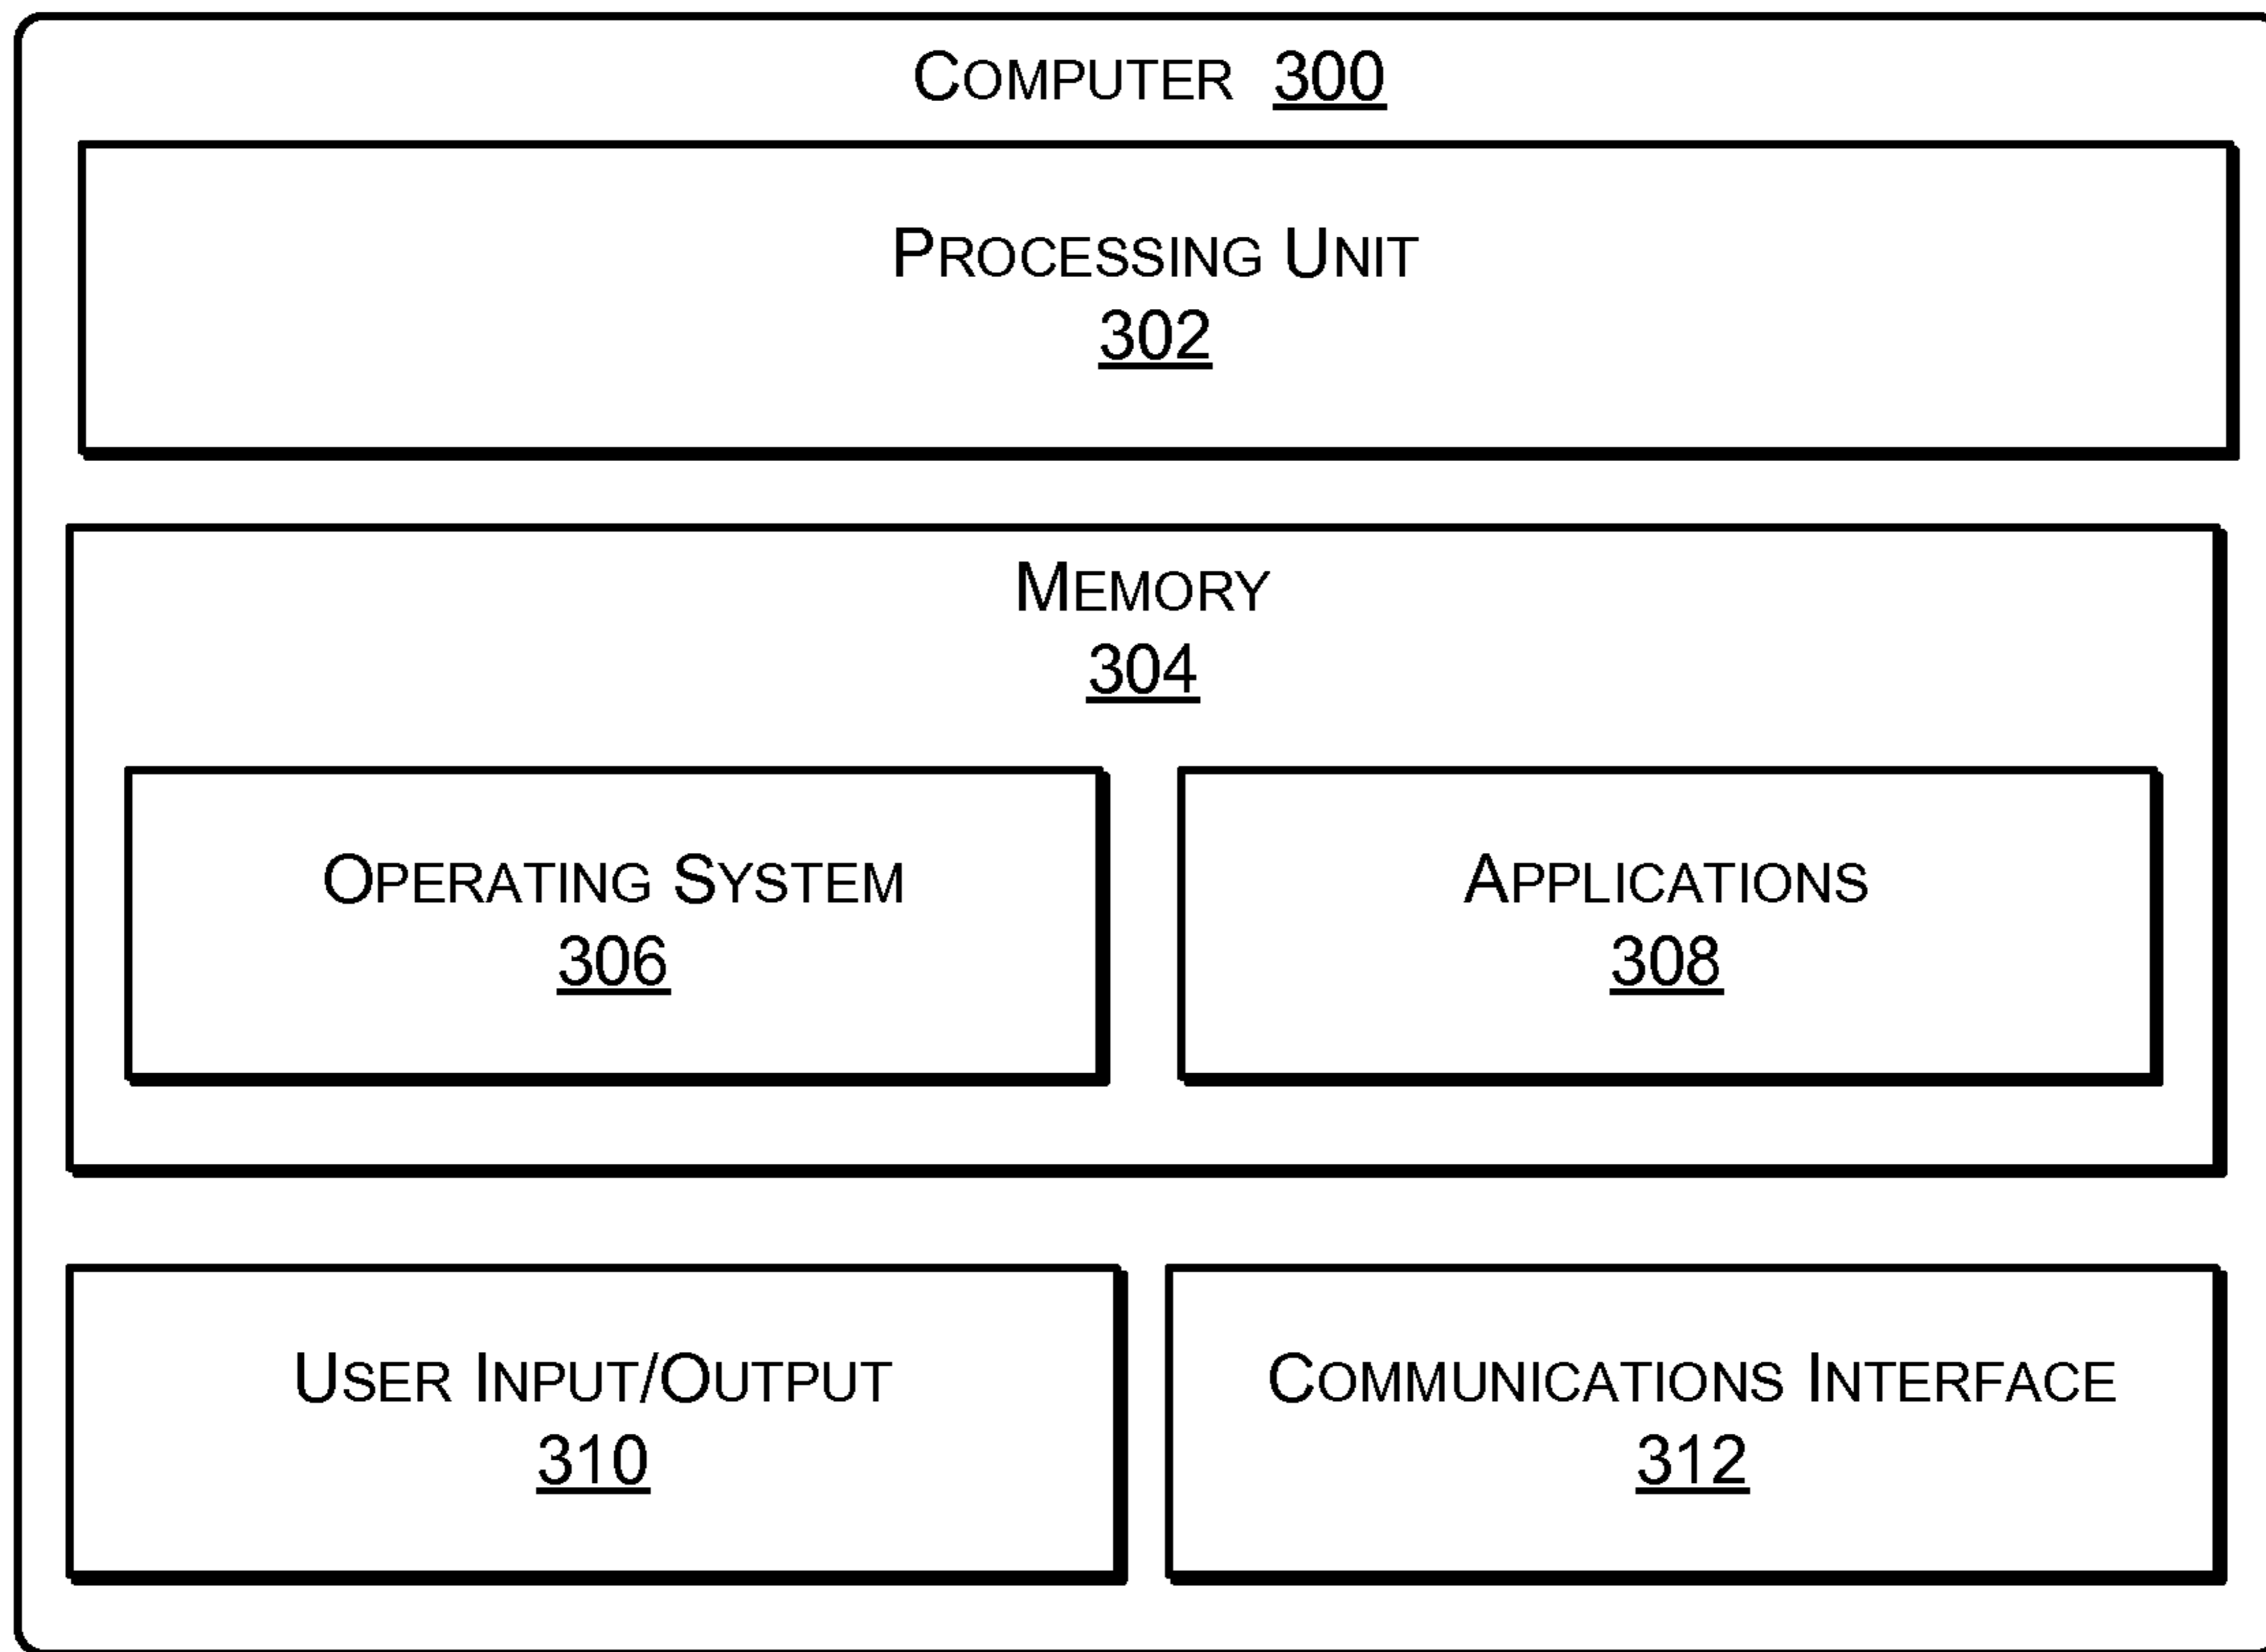 COMPUTER 300
PROCESSING UNIT
302
MEMORY
304
OPERATING SYSTEM
306
APPLICATIONS
308
USER INPUT/OUTPUT
310
COMMUNICATIONS INTERFACE
312